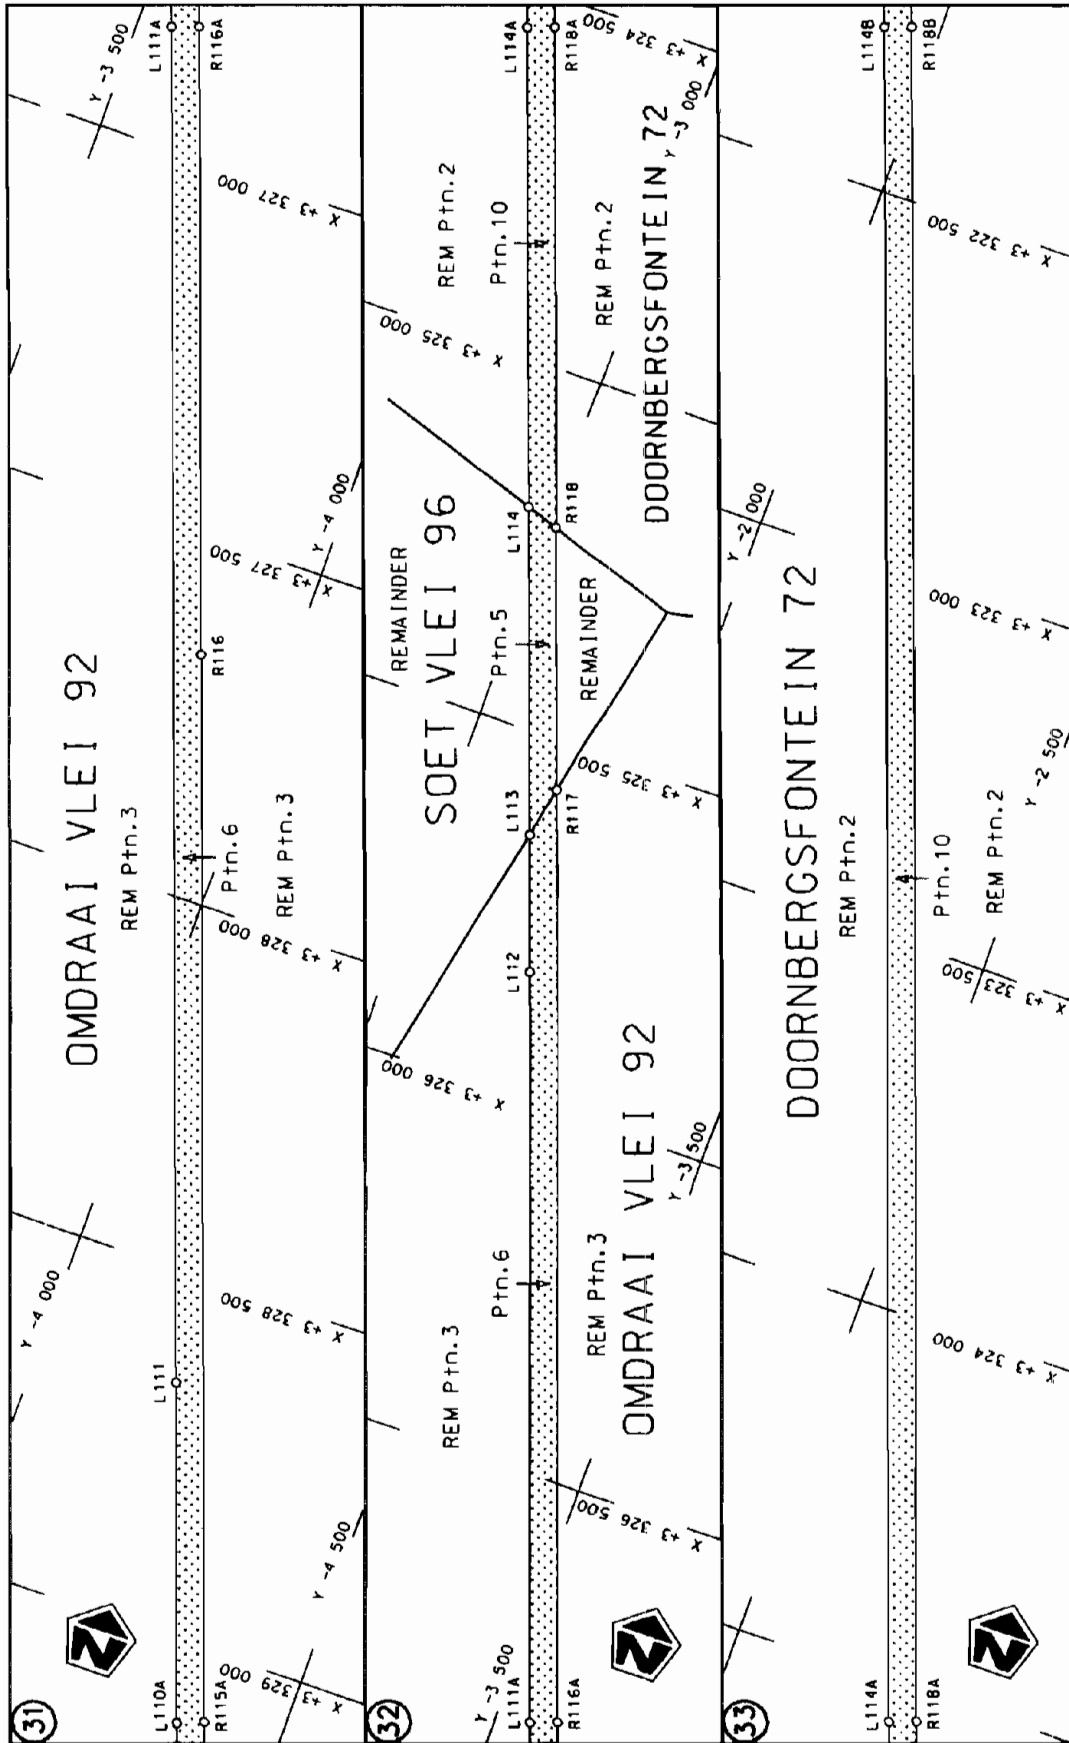 31
L110A
R115A
X +3 329 000
Y -4 500
Y -4 000
L111
X +3 328 500
OMDRAAI VLEI 92
REM Ptn.3
Ptn.6
REM Ptn.3
X +3 328 000
R116
X +3 327 500
Y -4 000
X +3 327 000
Y -3 500
L111A
R116A
32
Y -3 500
L111A
R116A
X +3 326 500
REM Ptn.3
Ptn.6
REM Ptn.3
OMDRAAI VLEI 92
Y -3 500
X +3 326 000
L112
L113
R117
X +3 325 500
SOET VLEI 96
REMAINDER
Ptn.5
REMAINDER
L114
R118
X +3 325 000
REM Ptn.2
Ptn.10
REM Ptn.2
DOORNBERGSFONTEIN 72
Y -3 000
X +3 324 500
L114A
R118A
33
L114A
R118A
X +3 324 000
DOORNBERGSFONTEIN 72
REM Ptn.2
Ptn.10
REM Ptn.2
X +3 323 500
Y -2 500
Y -2 000
X +3 323 000
X +3 322 500
L114B
R118B